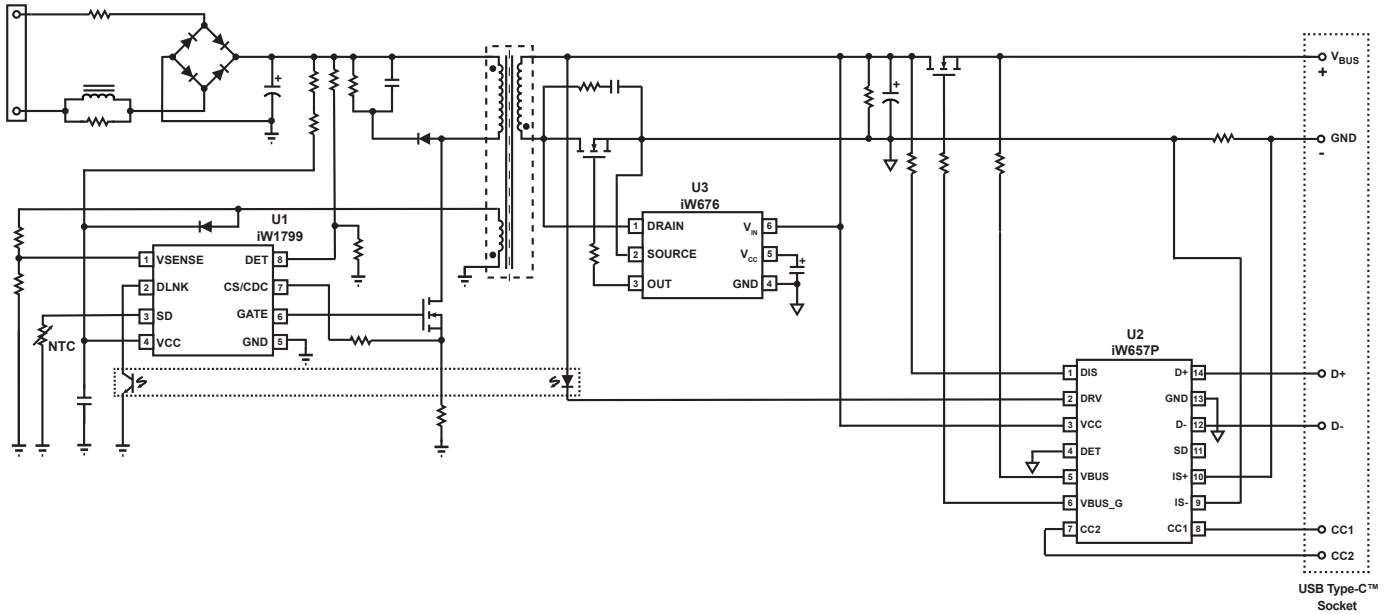 +
V BUS
+
+
GND
-
U3
iW676
1 DRAIN V IN 6
2 SOURCE V CC 5
+
3 OUT GND 4
U1
iW1799
1 VSENSE DET 8
2 DLNK CS/CDC 7
3 SD GATE 6
4 VCC GND 5
NTC
U2
iW657P
1 DIS D+ 14
D+
2 DRV GND 13
3 VCC D- 12
D-
4 DET SD 11
5 VBUS IS+ 10
6 VBUS_G IS- 9
7 CC2 CC1 8
CC1
CC2
USB Type-C™
Socket